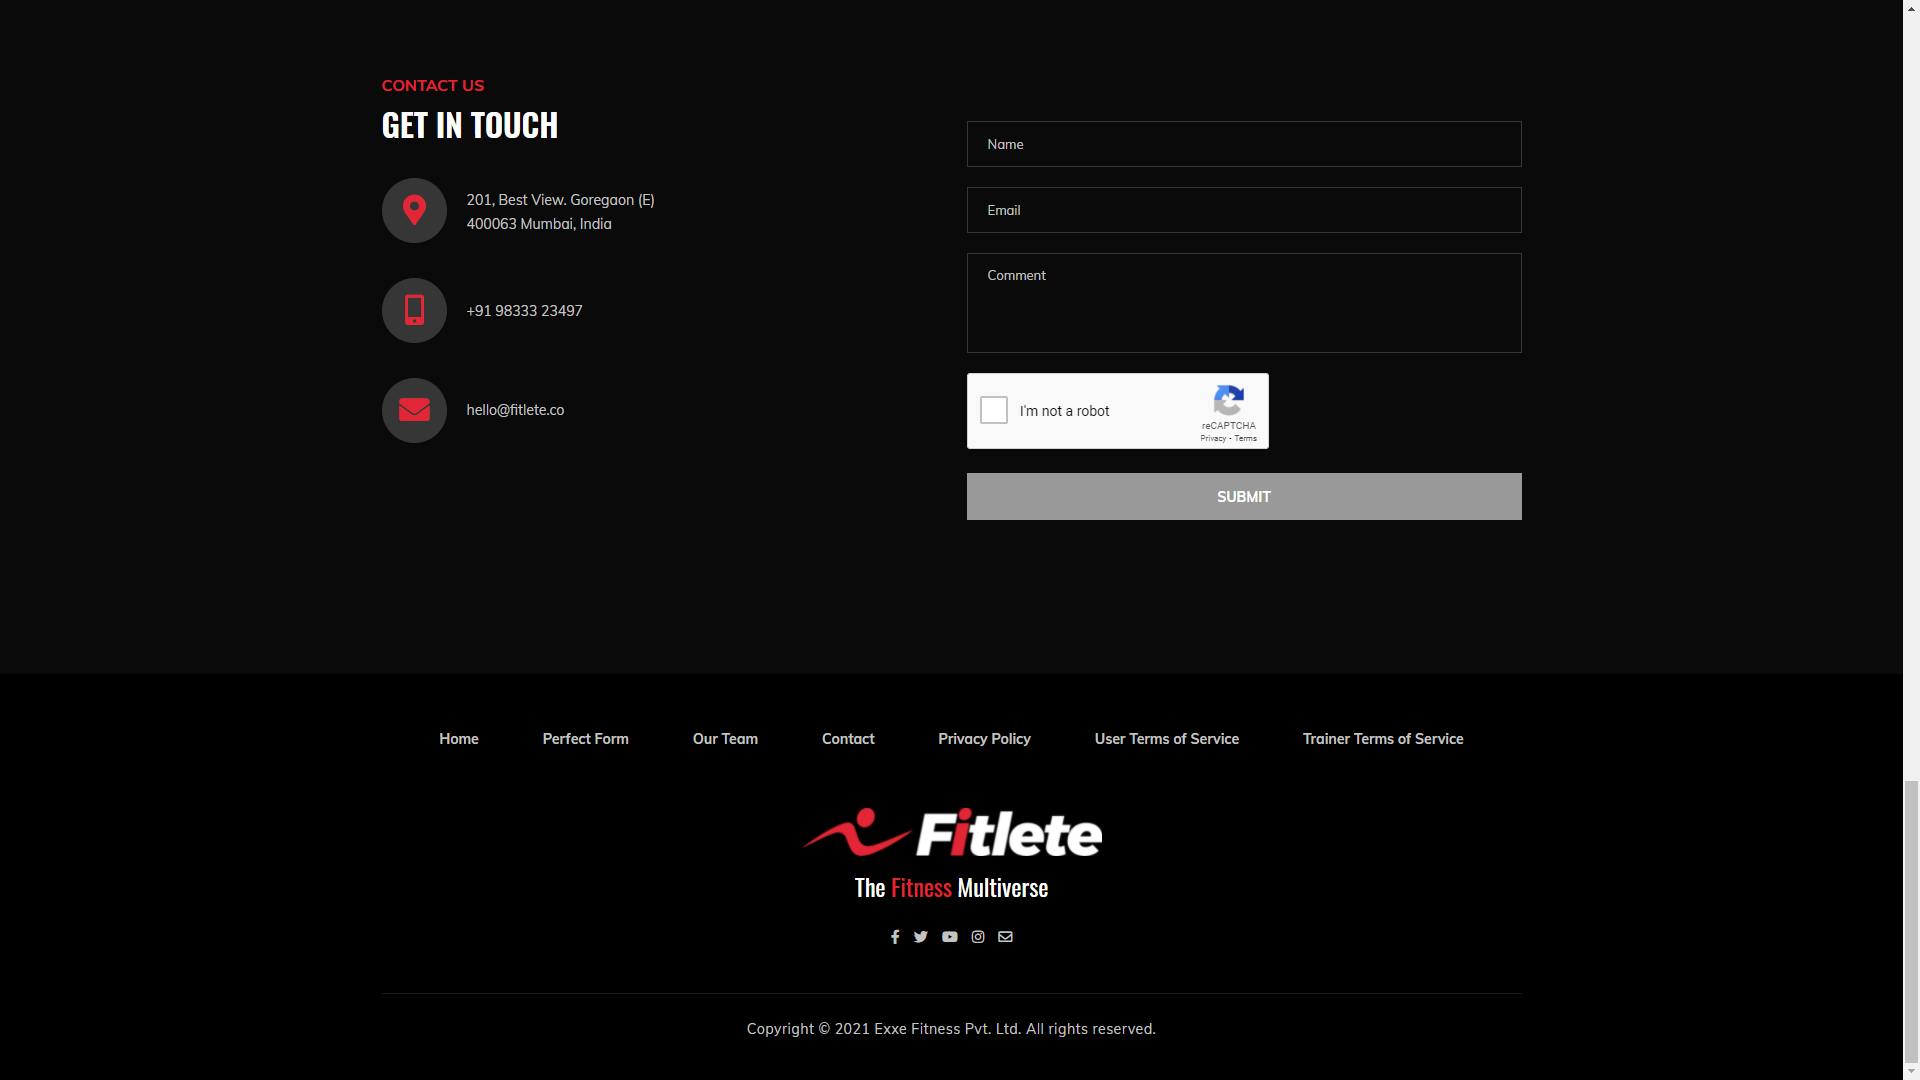 CONTACT US
GET IN TOUCH
201, Best View. Goregaon (E)
400063 Mumbai, India
+91 98333 23497
hello@fitlete.co
Name
Email
Comment
I'm not a robot
reCAPTCHA
Privacy - Terms
SUBMIT
Home Perfect Form Our Team Contact Privacy Policy User Terms of Service Trainer Terms of Service
Fitlete
The Fitness Multiverse
Copyright © 2021 Exxe Fitness Pvt. Ltd. All rights reserved.